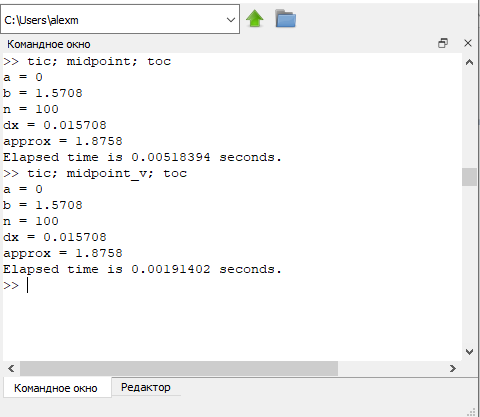 C:\Users\alexm
Командное окно
>> tic; midpoint; toc
a = 0
b = 1.5708
n = 100
dx = 0.015708
approx = 1.8758
Elapsed time is 0.00518394 seconds.
>> tic; midpoint_v; toc
a = 0
b = 1.5708
n = 100
dx = 0.015708
approx = 1.8758
Elapsed time is 0.00191402 seconds.
>>
Командное окно Редактор